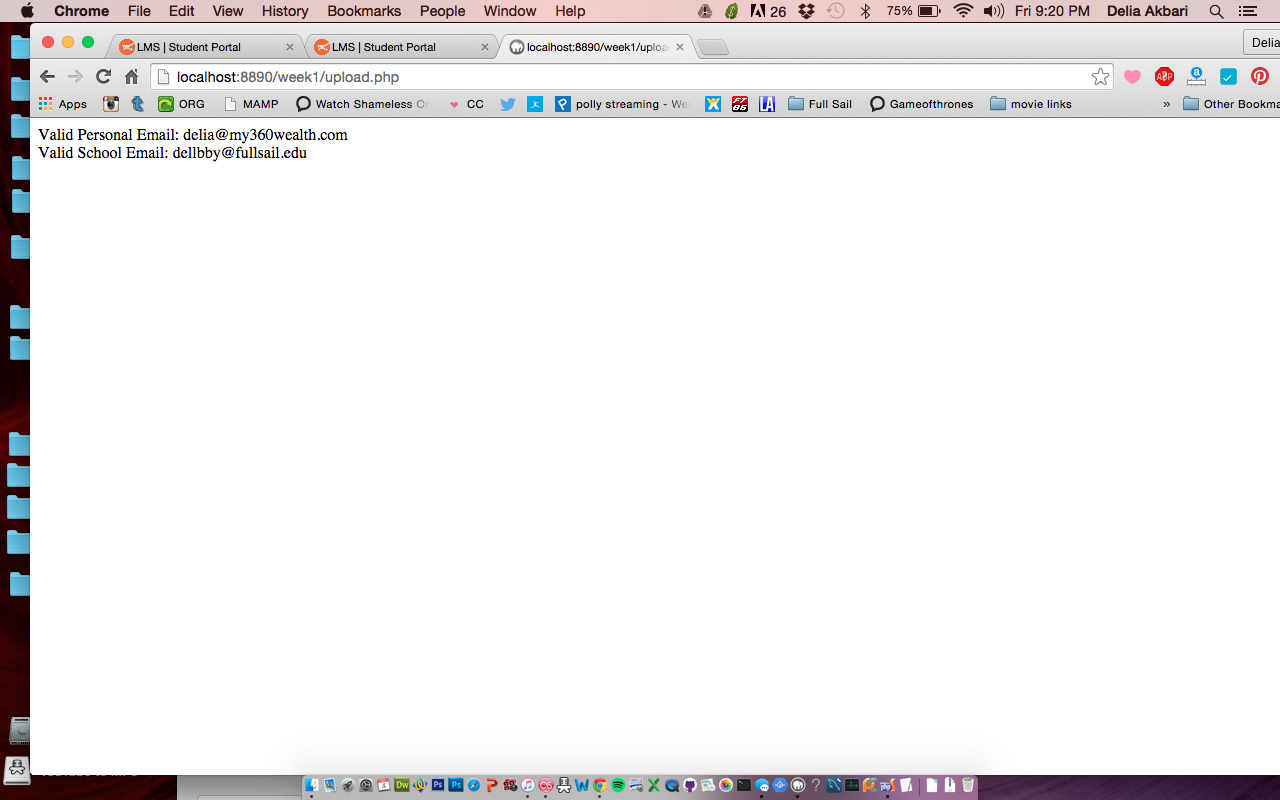 Chrome File Edit View History Bookmarks People Window Help 26 75% Fri 9:20 PM Delia Akbari
LMS | Student Portal LMS | Student Portal localhost:8890/week1/uploa Delia
localhost:8890/week1/upload.php ABP a
Apps ORG MAMP Watch Shameless On CC polly streaming - We Full Sail Gameofthrones movie links » Other Bookma
Valid Personal Email: delia@my360wealth.com
Valid School Email: dellbby@fullsail.edu